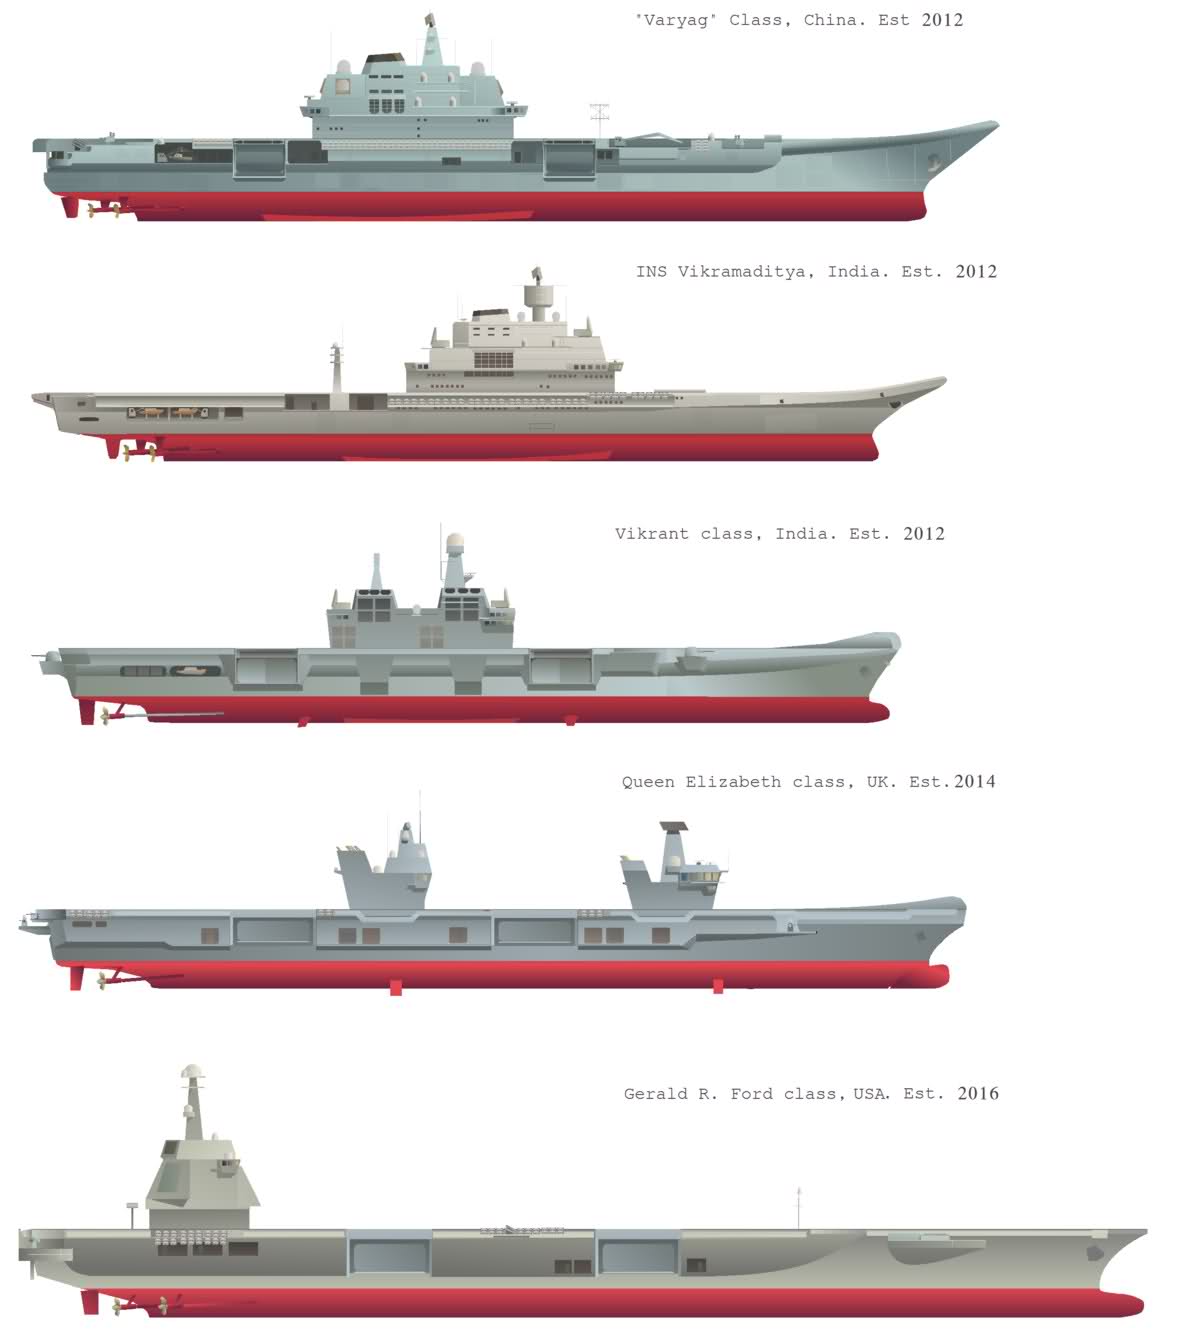 "Varyag" Class, China. Est 2012
INS Vikramaditya, India. Est. 2012
Vikrant class, India. Est. 2012
Queen Elizabeth class, UK. Est.2014
Gerald R. Ford class, USA. Est. 2016